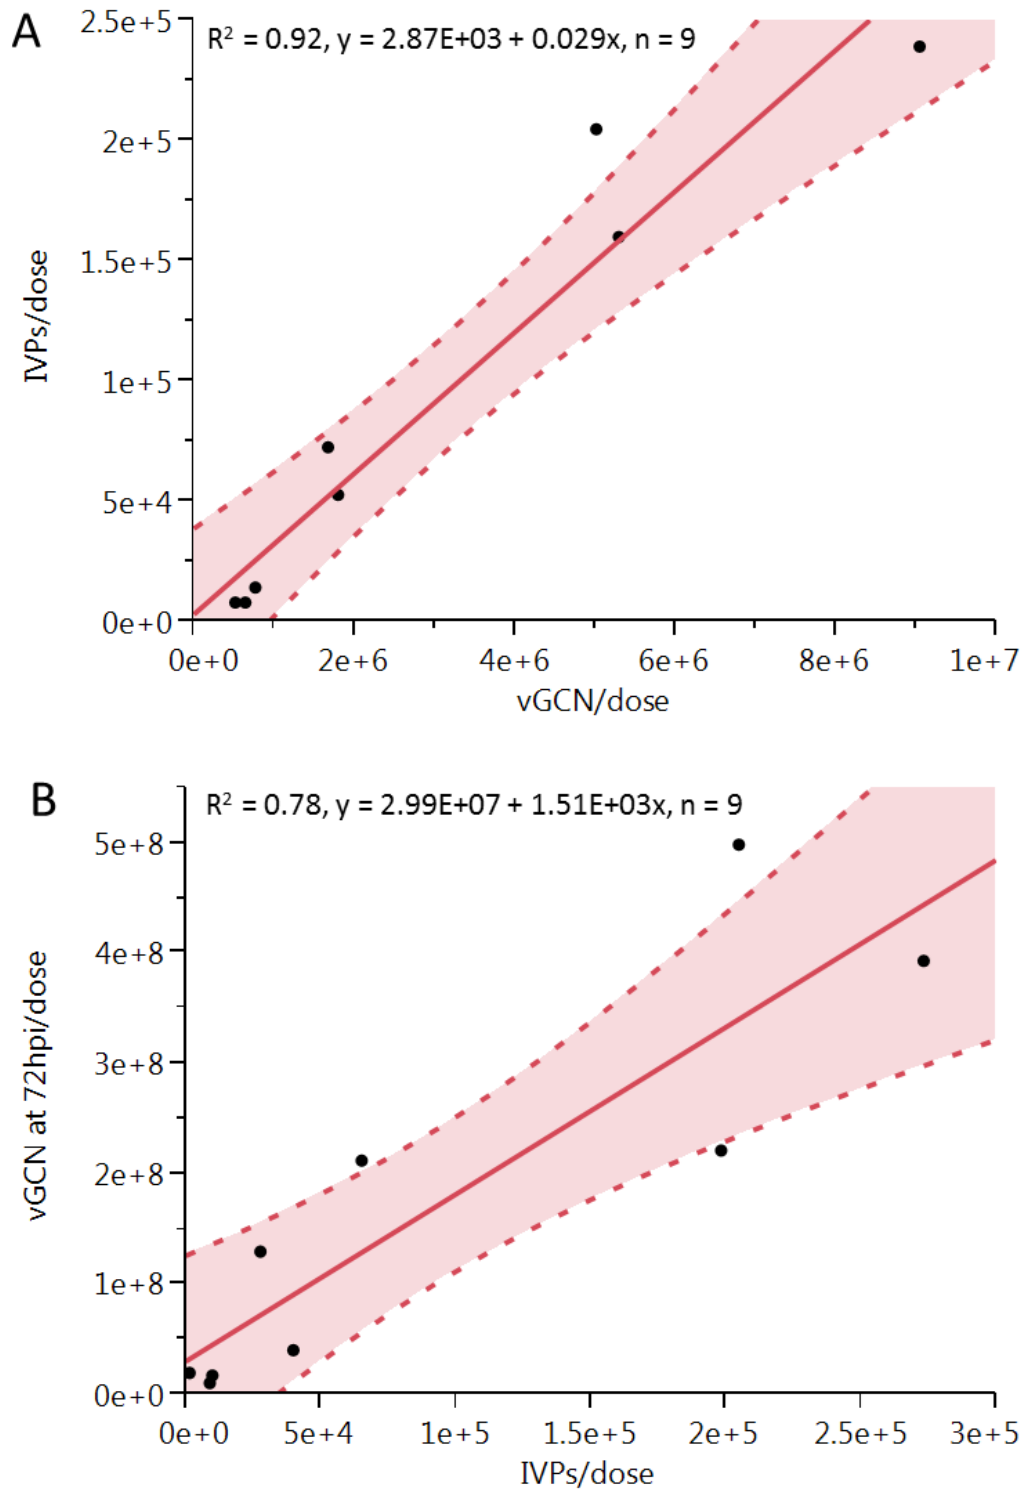 A
R² = 0.92, y = 2.87E+03 + 0.029x, n = 9
2.5e+5
2e+5
1.5e+5
1e+5
5e+4
0e+0
IVPs/dose
0e+0 2e+6 4e+6 6e+6 8e+6 1e+7
vGCN/dose
B
R² = 0.78, y = 2.99E+07 + 1.51E+03x, n = 9
5e+8
4e+8
3e+8
2e+8
1e+8
0e+0
vGCN at 72hpi/dose
0e+0 5e+4 1e+5 1.5e+5 2e+5 2.5e+5 3e+5
IVPs/dose